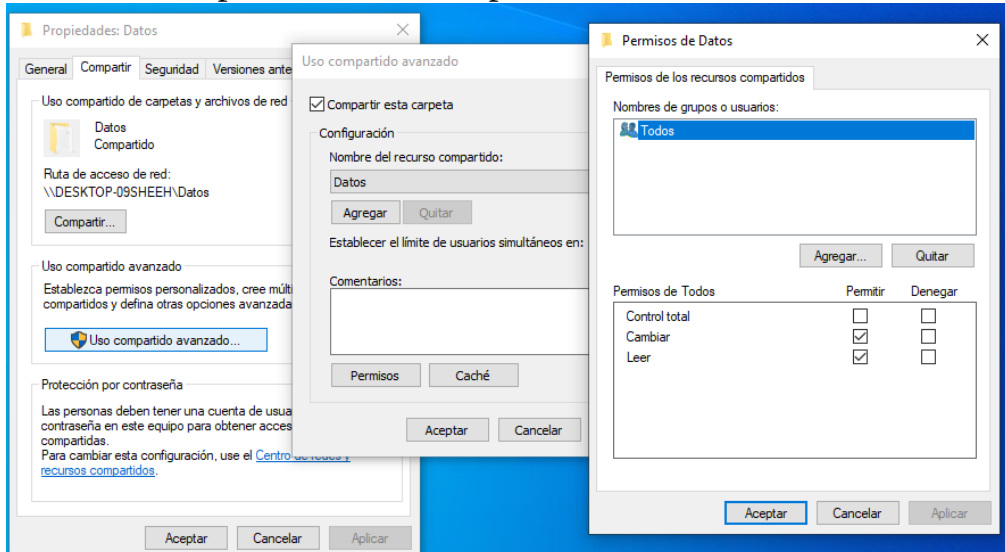 Propiedades: Datos
General Compartir Seguridad Versiones ante
Uso compartido de carpetas y archivos de red
Datos
Compartido
Ruta de acceso de red:
\\DESKTOP-09SHEEH\Datos
Compartir...
Uso compartido avanzado
Establezca permisos personalizados, cree múlti
compartidos y defina otras opciones avanzada
Uso compartido avanzado...
Protección por contraseña
Las personas deben tener una cuenta de usua
contraseña en este equipo para obtener acces
compartidas.
Para cambiar esta configuración, use el Centro de redes y
recursos compartidos.
Aceptar Cancelar Aplicar
Uso compartido avanzado
Compartir esta carpeta
Configuración
Nombre del recurso compartido:
Datos
Agregar Quitar
Establecer el límite de usuarios simultáneos en:
Comentarios:
Permisos Caché
Aceptar Cancelar
Permisos de Datos
Permisos de los recursos compartidos
Nombres de grupos o usuarios:
Todos
Agregar... Quitar
Permisos de Todos Permitir Denegar
Control total
Cambiar
Leer
Aceptar Cancelar Aplicar